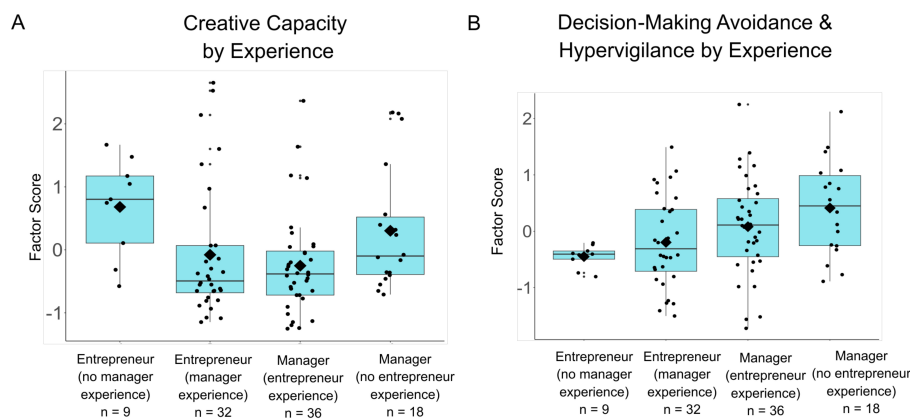 A
Creative Capacity
by Experience
Factor Score
2
1
0
-1
Entrepreneur
(no manager
experience)
n = 9
Entrepreneur
(manager
experience)
n = 32
Manager
(entrepreneur
experience)
n = 36
Manager
(no entrepreneur
experience)
n = 18
B
Decision-Making Avoidance &
Hypervigilance by Experience
Factor Score
2
1
0
-1
Entrepreneur
(no manager
experience)
n = 9
Entrepreneur
(manager
experience)
n = 32
Manager
(entrepreneur
experience)
n = 36
Manager
(no entrepreneur
experience)
n = 18